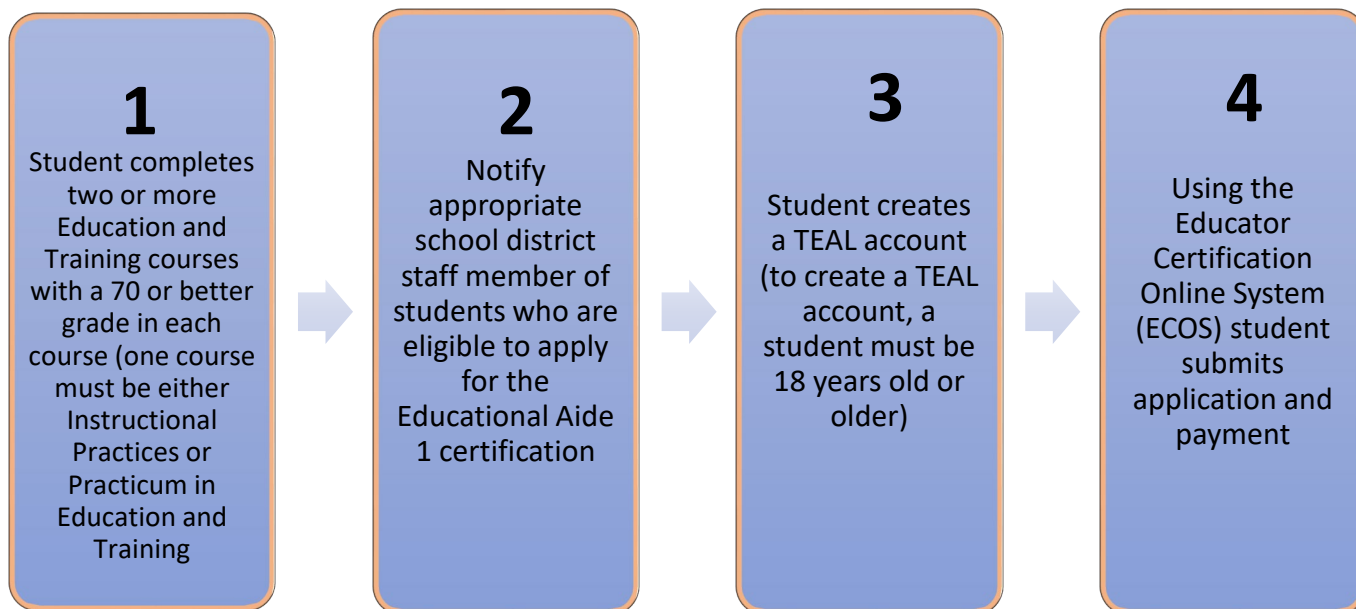 1
Student completes
two or more
Education and
Training courses
with a 70 or better
grade in each
course (one course
must be either
Instructional
Practices or
Practicum in
Education and
Training
2
Notify
appropriate
school district
staff member of
students who are
eligible to apply
for the
Educational Aide
1 certification
3
Student creates
a TEAL account
(to create a TEAL
account, a
student must be
18 years old or
older)
4
Using the
Educator
Certification
Online System
(ECOS) student
submits
application and
payment